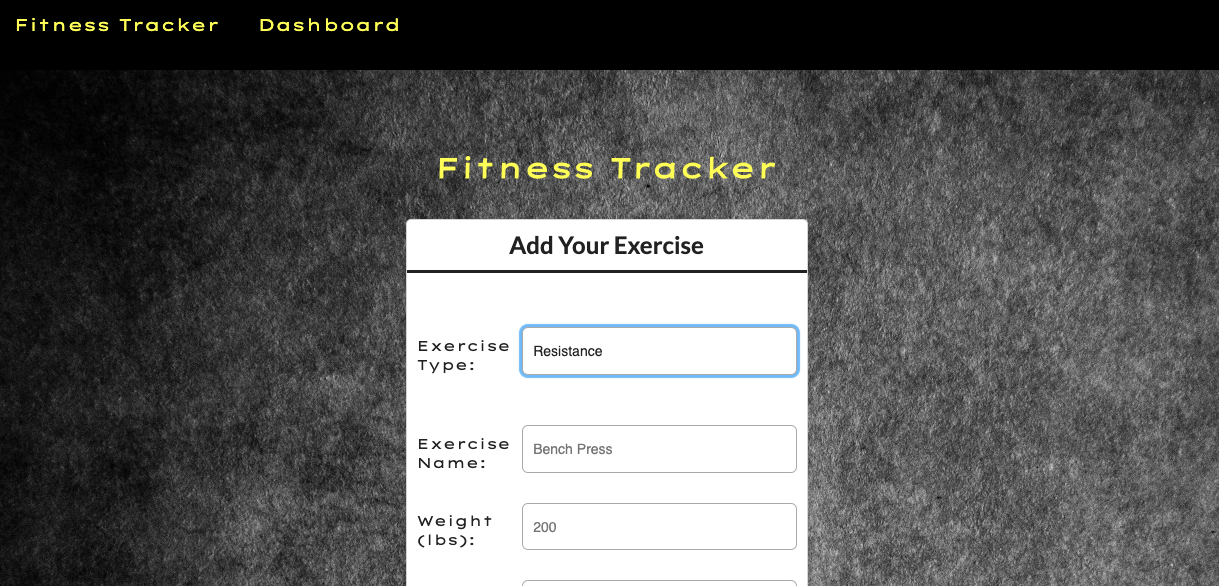 Fitness Tracker Dashboard
Fitness Tracker
Add Your Exercise
Exercise
Type:
Resistance
Exercise
Name:
Bench Press
Weight
(lbs):
200